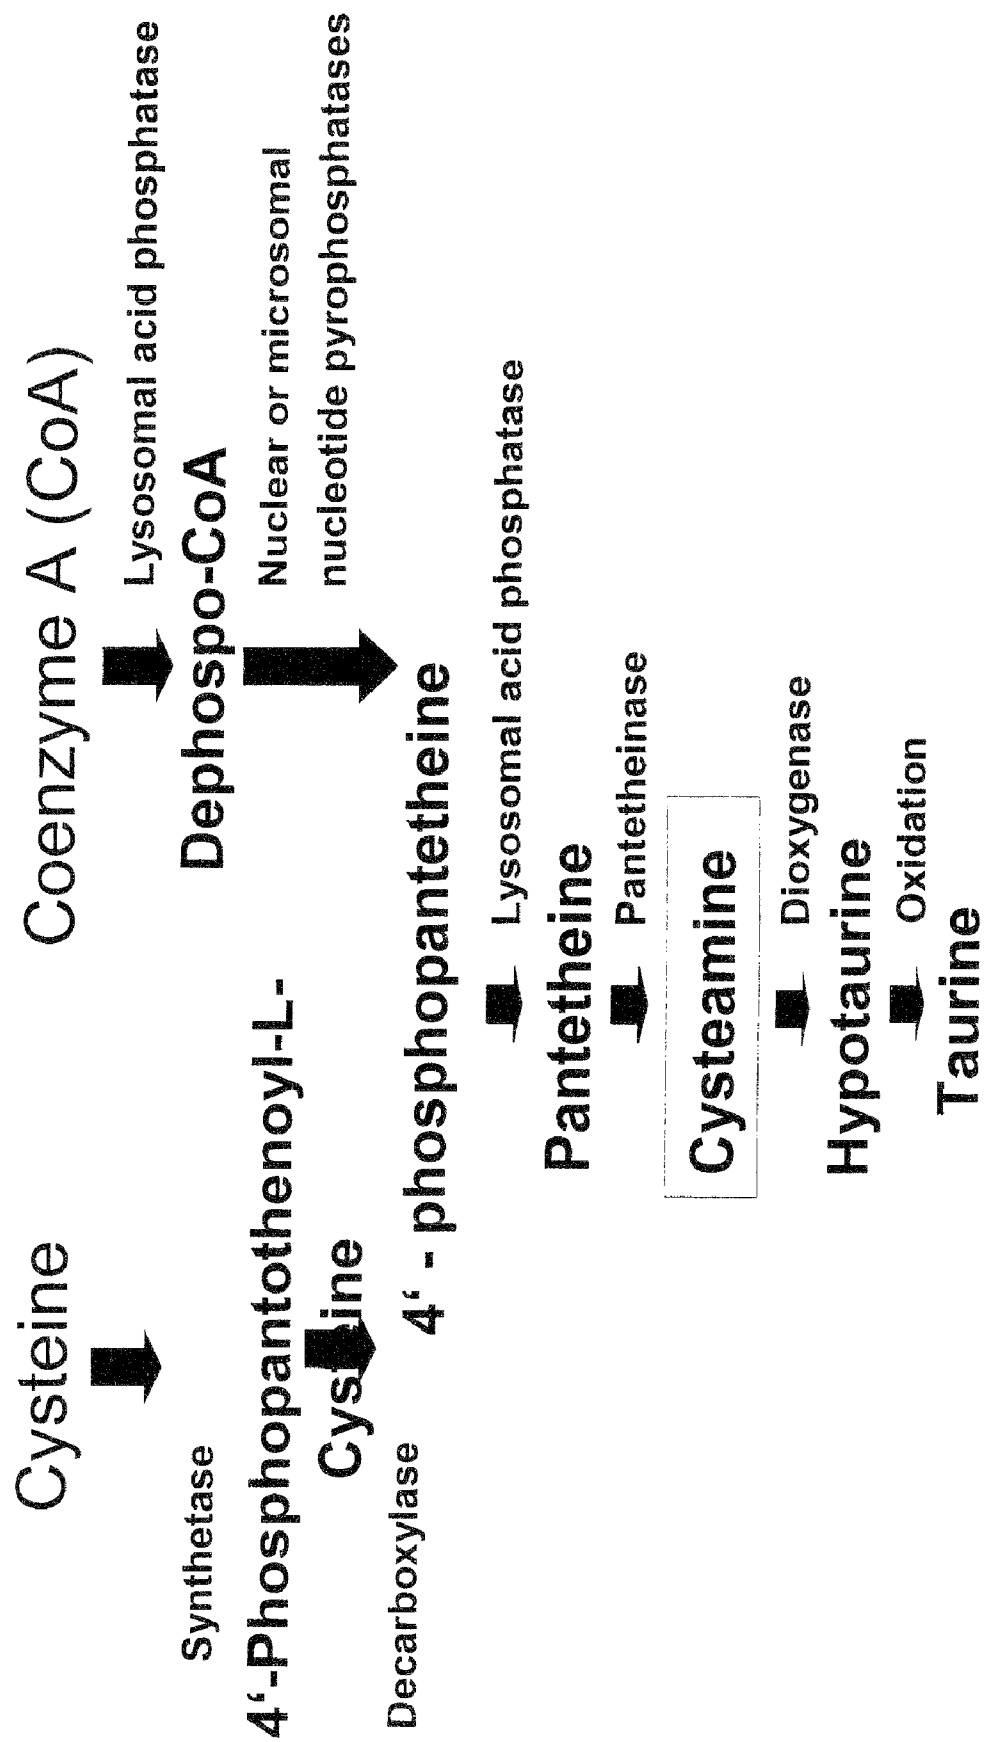 Cysteine
Coenzyme A (CoA)
Lysosomal acid phosphatase
Synthetase
Dephospo-CoA
4‘-Phosphopantothenoyl-L-
Cysteine
Nuclear or microsomal
nucleotide pyrophosphatases
Decarboxylase
4‘ - phosphopantetheine
Lysosomal acid phosphatase
Pantetheine
Pantetheinase
Cysteamine
Dioxygenase
Hypotaurine
Oxidation
Taurine